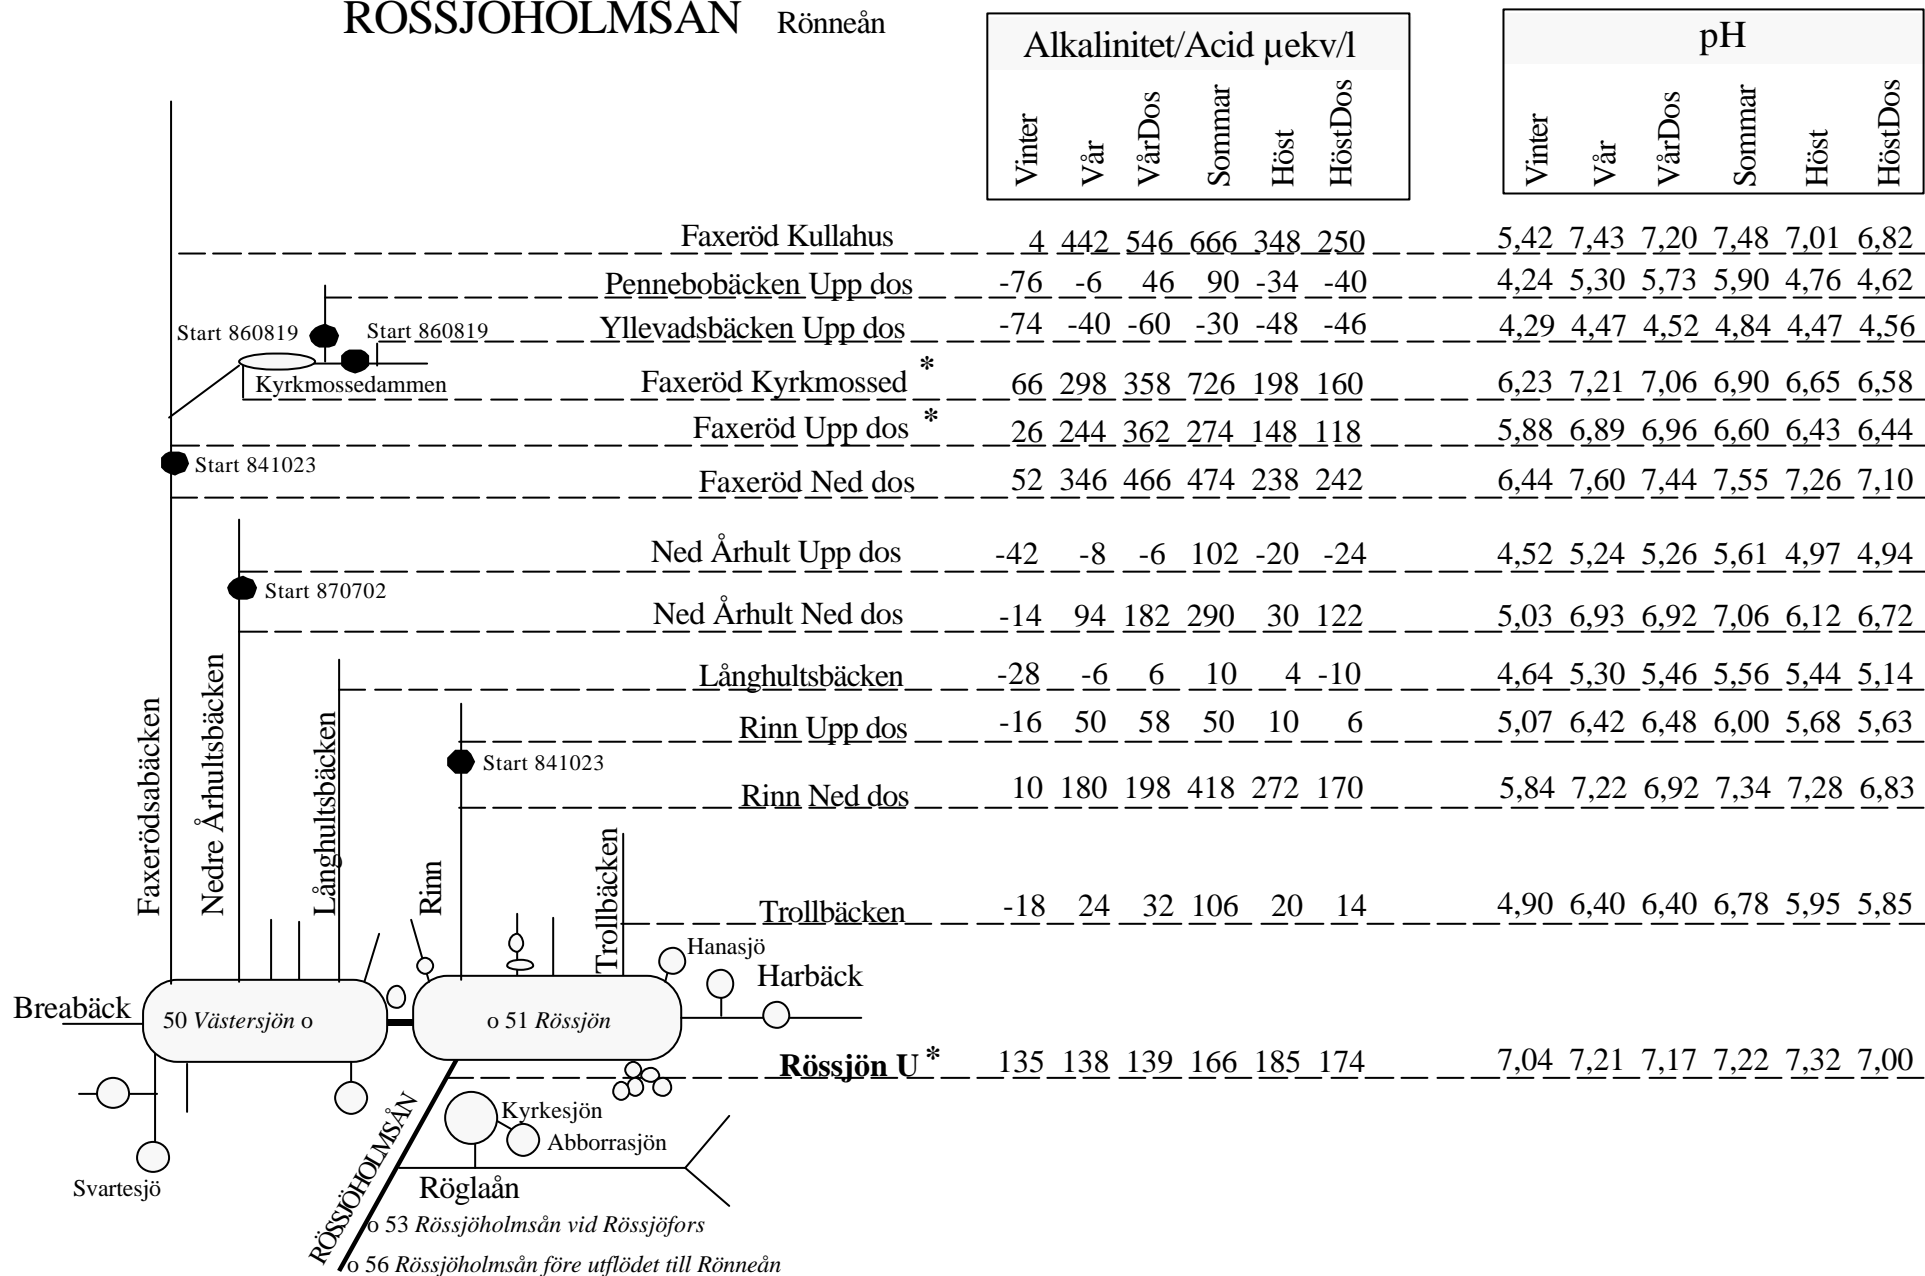 RÖSSJÖHOLMSÅN Rönneån
Alkalinitet/Acid µekv/l
pH
Vinter Vår VårDos Sommar Höst HöstDos
Vinter Vår VårDos Sommar Höst HöstDos
Faxeröd Kullahus 4 442 546 666 348 250 5,42 7,43 7,20 7,48 7,01 6,82
Pennebobäcken Upp dos -76 -6 46 90 -34 -40 4,24 5,30 5,73 5,90 4,76 4,62
Start 860819 Start 860819 Yllevadsbäcken Upp dos -74 -40 -60 -30 -48 -46 4,29 4,47 4,52 4,84 4,47 4,56
Kyrkmossedammen Faxeröd Kyrkmossed * 66 298 358 726 198 160 6,23 7,21 7,06 6,90 6,65 6,58
Faxeröd Upp dos * 26 244 362 274 148 118 5,88 6,89 6,96 6,60 6,43 6,44
Start 841023
Faxeröd Ned dos 52 346 466 474 238 242 6,44 7,60 7,44 7,55 7,26 7,10
Ned Århult Upp dos -42 -8 -6 102 -20 -24 4,52 5,24 5,26 5,61 4,97 4,94
Start 870702
Ned Århult Ned dos -14 94 182 290 30 122 5,03 6,93 6,92 7,06 6,12 6,72
Långhultsbäcken -28 -6 6 10 4 -10 4,64 5,30 5,46 5,56 5,44 5,14
Rinn Upp dos -16 50 58 50 10 6 5,07 6,42 6,48 6,00 5,68 5,63
Start 841023
Rinn Ned dos 10 180 198 418 272 170 5,84 7,22 6,92 7,34 7,28 6,83
Faxerödsabäcken
Nedre Århultsbäcken
Långhultsbäcken
Rinn
Trollbäcken
Trollbäcken -18 24 32 106 20 14 4,90 6,40 6,40 6,78 5,95 5,85
Hanasjö
Harbäck
Breabäck
50 Västersjön o
o 51 Rössjön
Rössjön U * 135 138 139 166 185 174 7,04 7,21 7,17 7,22 7,32 7,00
Kyrkesjön
Abborrasjön
Svartesjö
Röglaån
RÖSSJÖHOLMSÅN
o 53 Rössjöholmsån vid Rössjöfors
o 56 Rössjöholmsån före utflödet till Rönneån